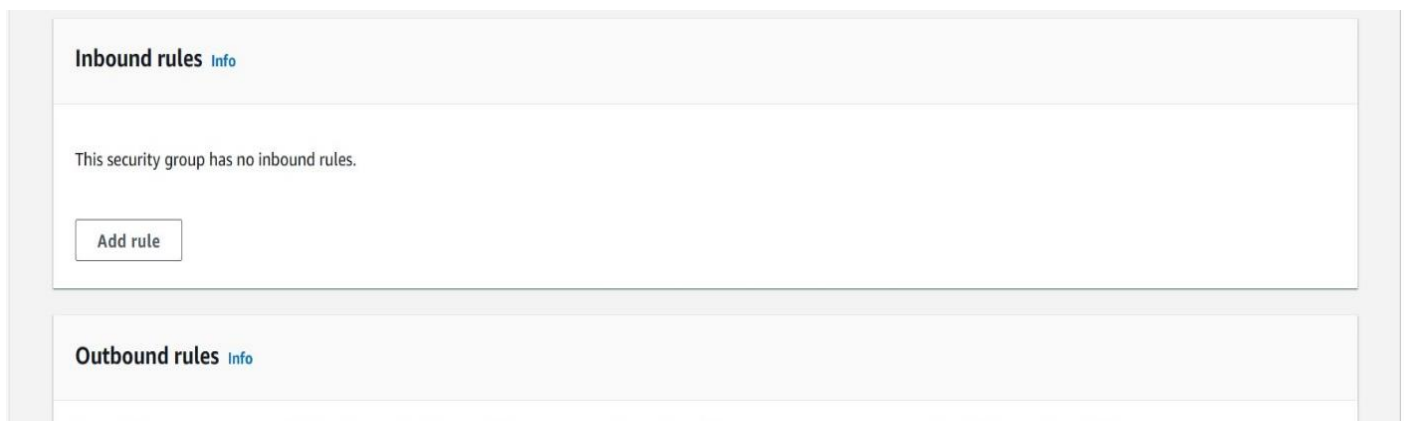 Inbound rules Info
This security group has no inbound rules.
Add rule
Outbound rules Info